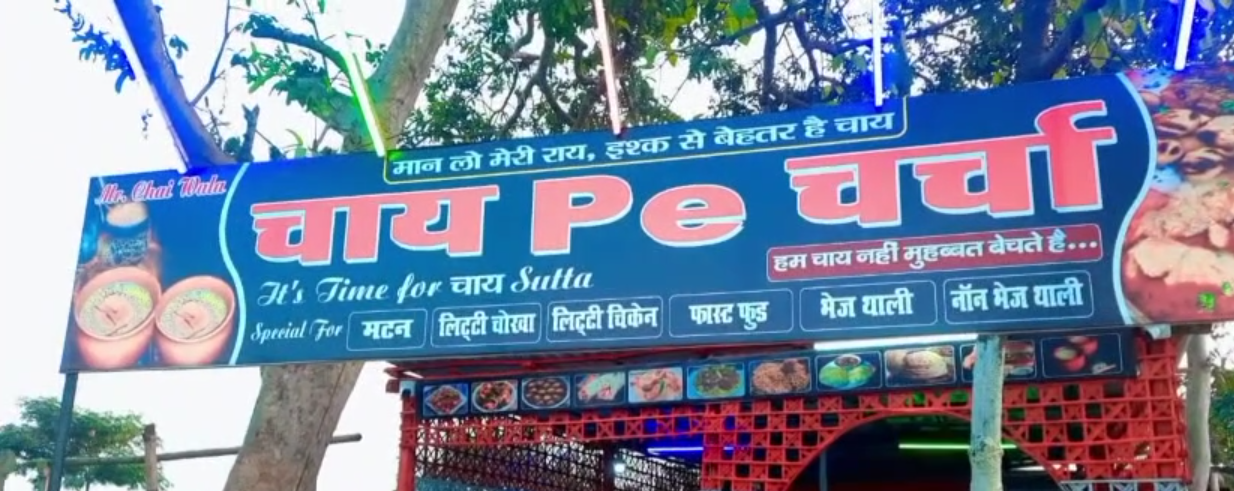 Mr. Chai Wala
मान लो मेरी राय, इश्क से बेहतर है चाय
चाय Pe चर्चा
हम चाय नहीं मुहब्बत बेचते है...
It's Time for चाय Sutta
Special For मटन लिट्टी चोखा लिट्टी चिकेन फास्ट फुड भेज थाली नॉन भेज थाली